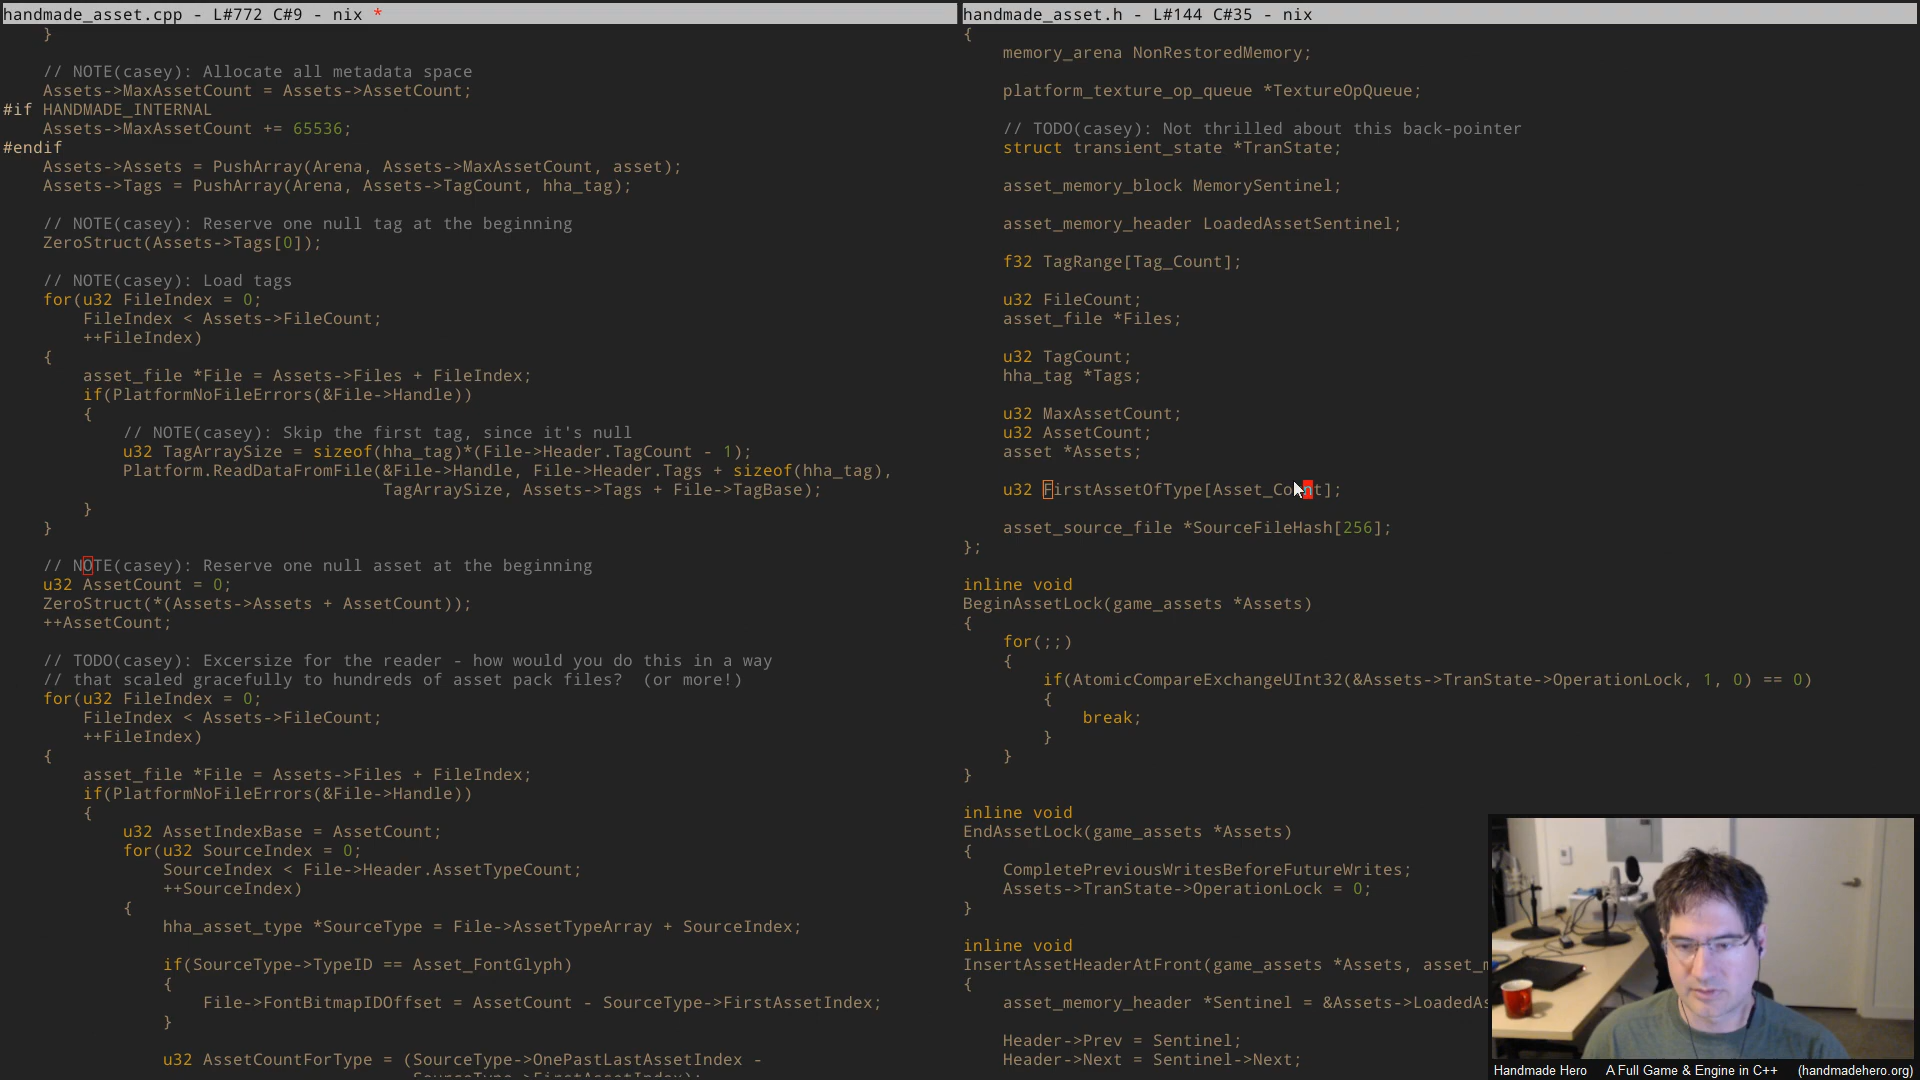 handmade_asset.cpp - L#772 C#9 - nix *
}
// NOTE(casey): Allocate all metadata space
Assets->MaxAssetCount = Assets->AssetCount;
#if HANDMADE_INTERNAL
Assets->MaxAssetCount += 65536;
#endif
Assets->Assets = PushArray(Arena, Assets->MaxAssetCount, asset);
Assets->Tags = PushArray(Arena, Assets->TagCount, hha_tag);
// NOTE(casey): Reserve one null tag at the beginning
ZeroStruct(Assets->Tags[0]);
// NOTE(casey): Load tags
for(u32 FileIndex = 0;
FileIndex < Assets->FileCount;
++FileIndex)
{
asset_file *File = Assets->Files + FileIndex;
if(PlatformNoFileErrors(&File->Handle))
{
// NOTE(casey): Skip the first tag, since it's null
u32 TagArraySize = sizeof(hha_tag)*(File->Header.TagCount - 1);
Platform.ReadDataFromFile(&File->Handle, File->Header.Tags + sizeof(hha_tag),
TagArraySize, Assets->Tags + File->TagBase);
}
}
// NOTE(casey): Reserve one null asset at the beginning
u32 AssetCount = 0;
ZeroStruct(*(Assets->Assets + AssetCount));
++AssetCount;
// TODO(casey): Excersize for the reader - how would you do this in a way
// that scaled gracefully to hundreds of asset pack files?  (or more!)
for(u32 FileIndex = 0;
FileIndex < Assets->FileCount;
++FileIndex)
{
asset_file *File = Assets->Files + FileIndex;
if(PlatformNoFileErrors(&File->Handle))
{
u32 AssetIndexBase = AssetCount;
for(u32 SourceIndex = 0;
SourceIndex < File->Header.AssetTypeCount;
++SourceIndex)
{
hha_asset_type *SourceType = File->AssetTypeArray + SourceIndex;
if(SourceType->TypeID == Asset_FontGlyph)
{
File->FontBitmapIDOffset = AssetCount - SourceType->FirstAssetIndex;
}
u32 AssetCountForType = (SourceType->OnePastLastAssetIndex -
handmade_asset.h - L#144 C#35 - nix
{
memory_arena NonRestoredMemory;
platform_texture_op_queue *TextureOpQueue;
// TODO(casey): Not thrilled about this back-pointer
struct transient_state *TranState;
asset_memory_block MemorySentinel;
asset_memory_header LoadedAssetSentinel;
f32 TagRange[Tag_Count];
u32 FileCount;
asset_file *Files;
u32 TagCount;
hha_tag *Tags;
u32 MaxAssetCount;
u32 AssetCount;
asset *Assets;
u32 FirstAssetOfType[Asset_Count];
asset_source_file *SourceFileHash[256];
};
inline void
BeginAssetLock(game_assets *Assets)
{
for(;;)
{
if(AtomicCompareExchangeUInt32(&Assets->TranState->OperationLock, 1, 0) == 0)
{
break;
}
}
}
inline void
EndAssetLock(game_assets *Assets)
{
CompletePreviousWritesBeforeFutureWrites;
Assets->TranState->OperationLock = 0;
}
inline void
InsertAssetHeaderAtFront(game_assets *Assets, asset_m
{
asset_memory_header *Sentinel = &Assets->LoadedAs
Header->Prev = Sentinel;
Header->Next = Sentinel->Next;
Handmade Hero A Full Game & Engine in C++ (handmadehero.org)